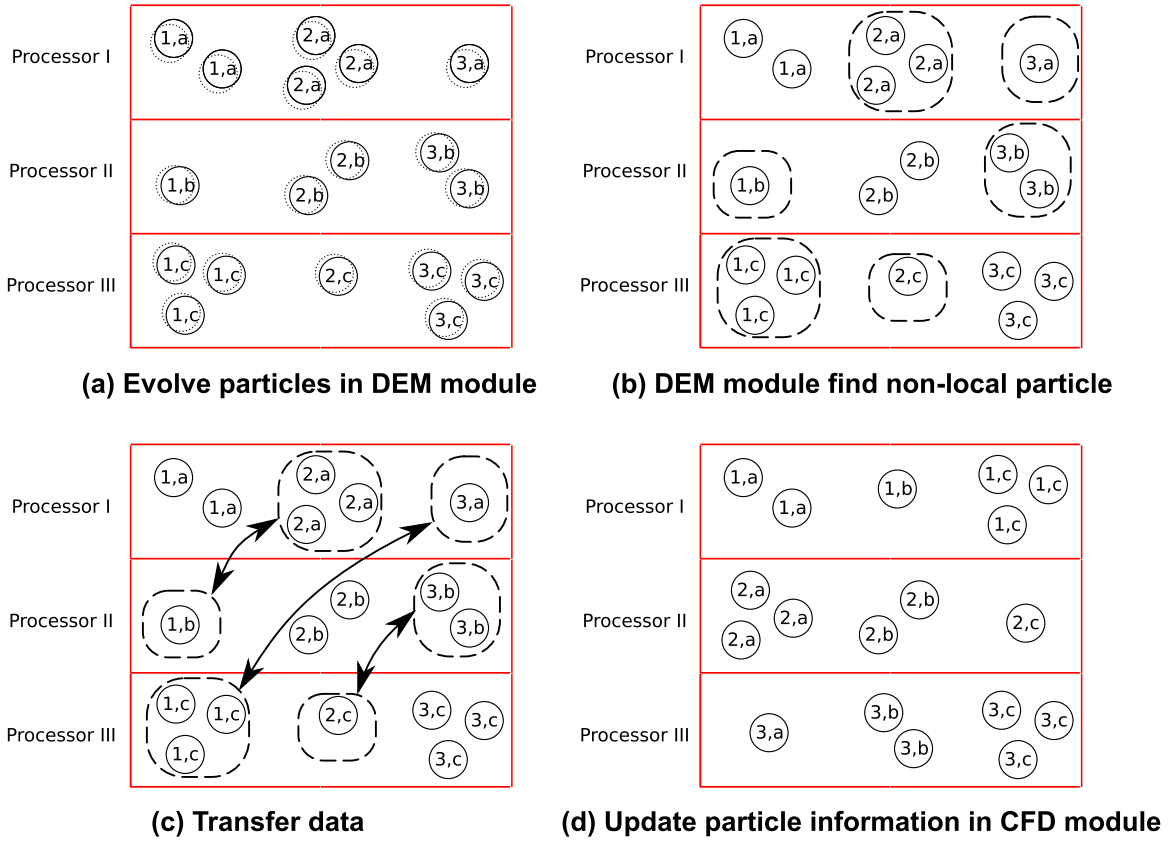 Processor I
1,a
1,a
2,a
2,a
2,a
3,a
Processor II
1,b
2,b
2,b
3,b
3,b
Processor III
1,c
1,c
1,c
2,c
3,c
3,c
3,c
(a) Evolve particles in DEM module
Processor I
1,a
1,a
2,a
2,a
2,a
3,a
Processor II
1,b
2,b
2,b
3,b
3,b
Processor III
1,c
1,c
1,c
2,c
3,c
3,c
3,c
(b) DEM module find non-local particle
Processor I
1,a
1,a
2,a
2,a
2,a
3,a
Processor II
1,b
2,b
2,b
3,b
3,b
Processor III
1,c
1,c
1,c
2,c
3,c
3,c
3,c
(c) Transfer data
Processor I
1,a
1,a
1,b
1,c
1,c
1,c
Processor II
2,a
2,a
2,a
2,b
2,b
2,c
Processor III
3,a
3,b
3,b
3,c
3,c
3,c
(d) Update particle information in CFD module